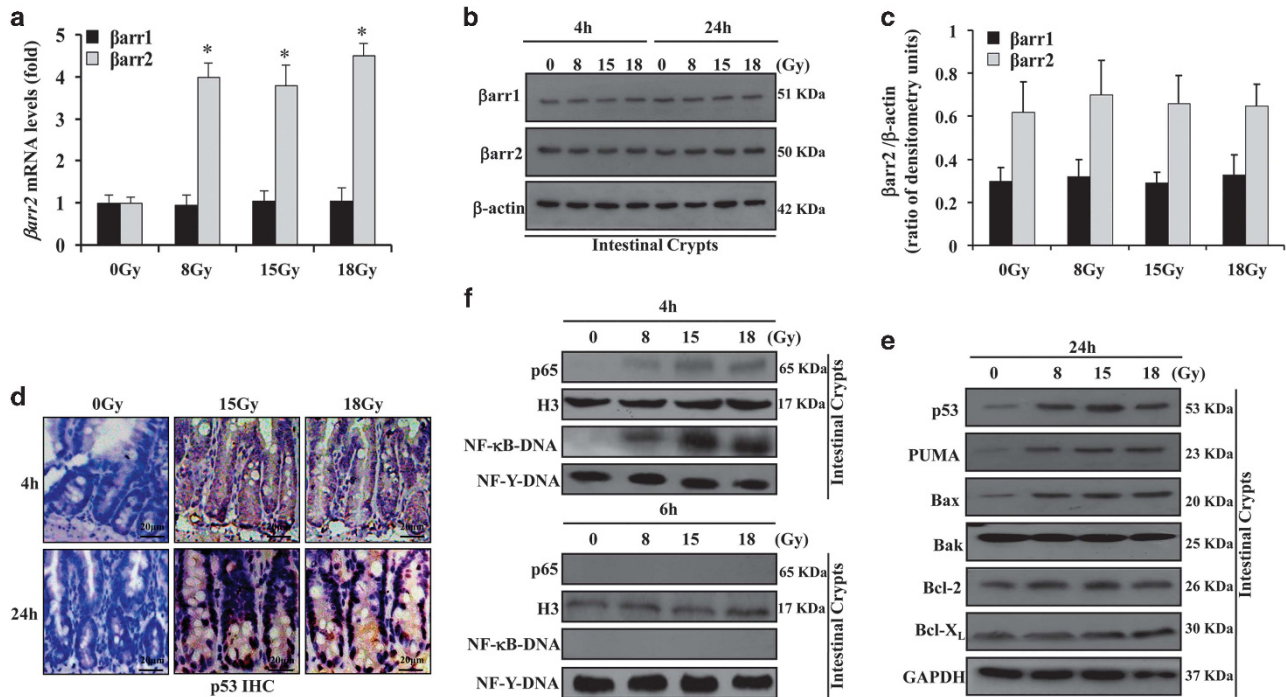 a
βarr1
βarr2
βarr2 mRNA levels (fold)
5
4
3
2
1
0
* * *
0Gy 8Gy 15Gy 18Gy
b
4h 24h
0 8 15 18 0 8 15 18 (Gy)
βarr1 51 KDa
βarr2 50 KDa
β-actin 42 KDa
Intestinal Crypts
c
βarr1
βarr2
βarr2 /β-actin
(ratio of densitometry units)
1
0.8
0.6
0.4
0.2
0
0Gy 8Gy 15Gy 18Gy
d
0Gy 15Gy 18Gy
4h
20μm 20μm 20μm
24h
20μm 20μm 20μm
p53 IHC
f
4h
0 8 15 18 (Gy)
p65 65 KDa
H3 17 KDa
NF-κB-DNA
NF-Y-DNA
Intestinal Crypts
6h
0 8 15 18 (Gy)
p65 65 KDa
H3 17 KDa
NF-κB-DNA
NF-Y-DNA
Intestinal Crypts
e
24h
0 8 15 18 (Gy)
p53 53 KDa
PUMA 23 KDa
Bax 20 KDa
Bak 25 KDa
Bcl-2 26 KDa
Bcl-XL 30 KDa
GAPDH 37 KDa
Intestinal Crypts